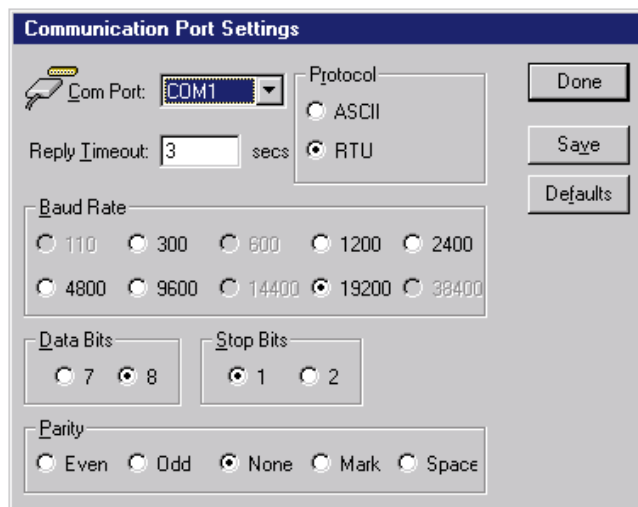 Communication Port Settings
Com Port: COM1
Reply Timeout: 3 secs
Protocol
ASCII
RTU
Done
Save
Defaults
Baud Rate
110 300 600 1200 2400
4800 9600 14400 19200 38400
Data Bits
7 8
Stop Bits
1 2
Parity
Even Odd None Mark Space